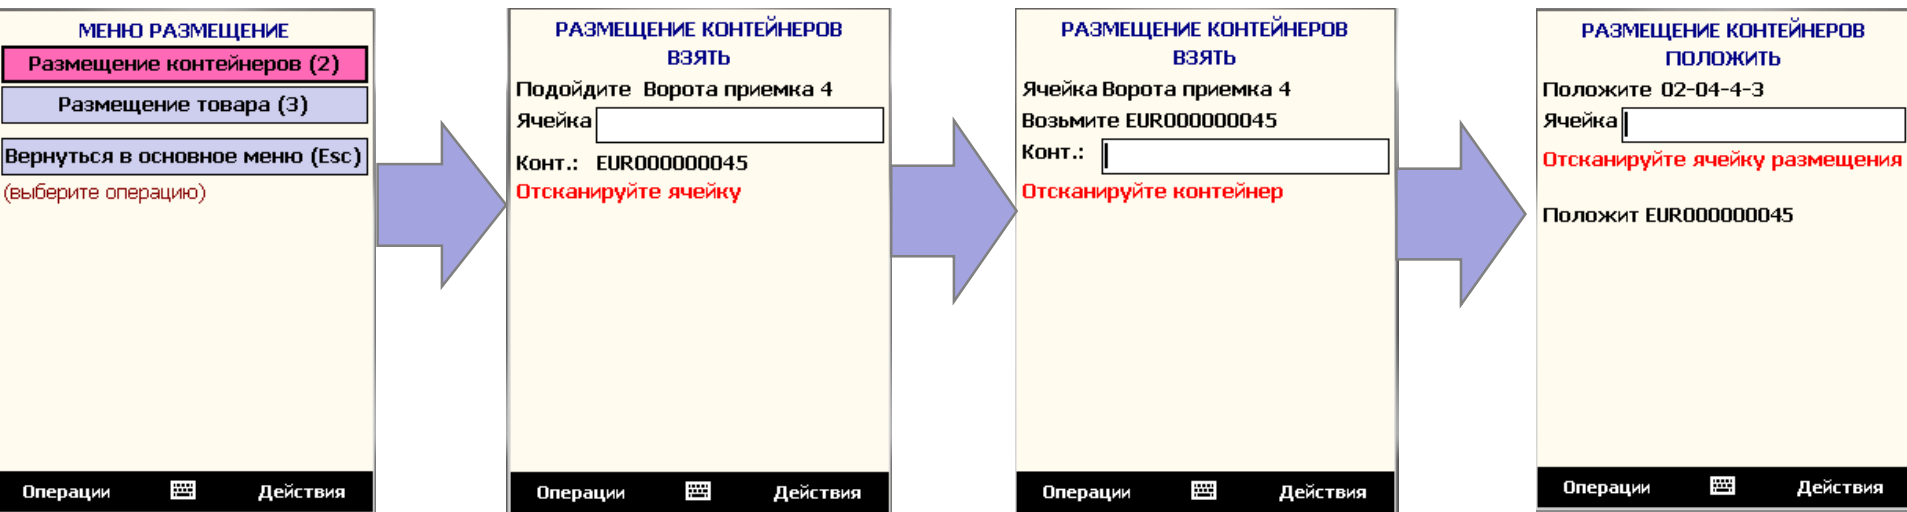 МЕНЮ РАЗМЕЩЕНИЕ
Размещение контейнеров (2)
Размещение товара (3)
Вернуться в основное меню (Esc)
(выберите операцию)
Операции
Действия
РАЗМЕЩЕНИЕ КОНТЕЙНЕРОВ
ВЗЯТЬ
Подойдите Ворота приемка 4
Ячейка
Конт.: EUR000000045
Отсканируйте ячейку
Операции
Действия
РАЗМЕЩЕНИЕ КОНТЕЙНЕРОВ
ВЗЯТЬ
Ячейка Ворота приемка 4
Возьмите EUR000000045
Конт.:
Отсканируйте контейнер
Операции
Действия
РАЗМЕЩЕНИЕ КОНТЕЙНЕРОВ
ПОЛОЖИТЬ
Положите 02-04-4-3
Ячейка
Отсканируйте ячейку размещения
Положит EUR000000045
Операции
Действия